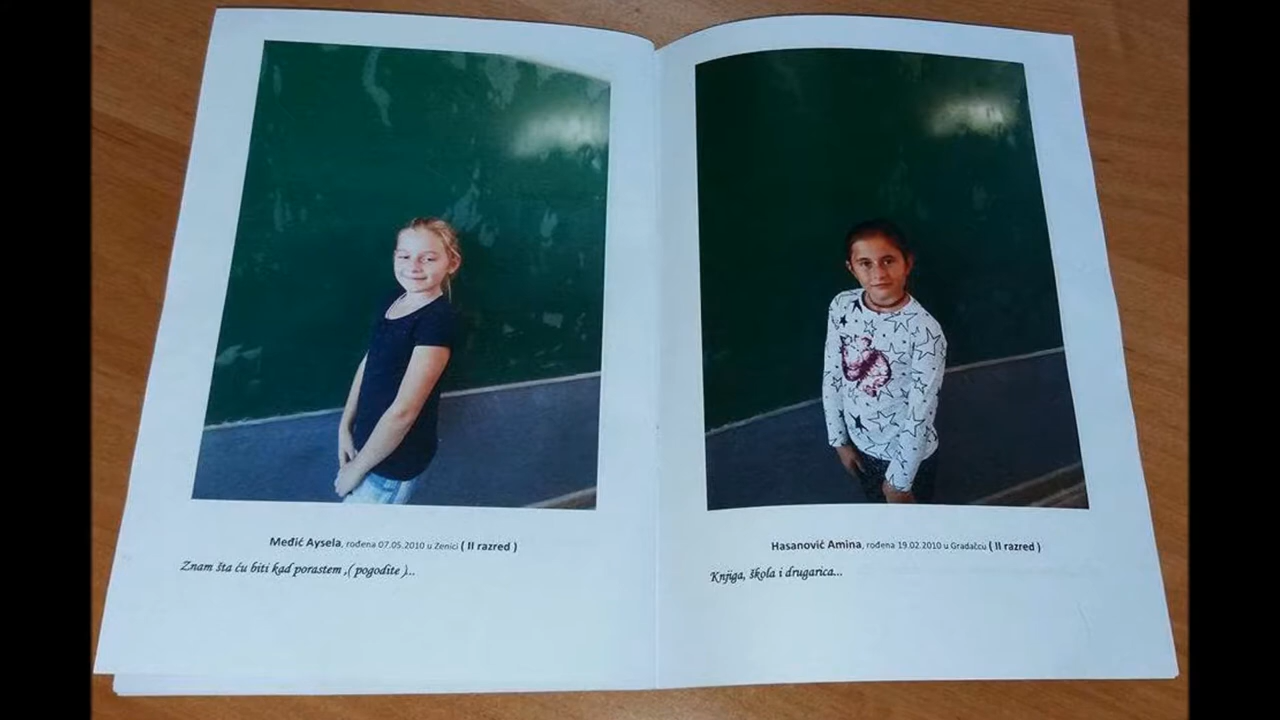 Međić Aysela, rođena 07.05.2010 u Zenici ( II razred )
Znam šta ću biti kad porastem ,( pogodite )...
Hasanović Amina, rođena 19.02.2010 u Gradačcu ( II razred )
Knjiga, škola i drugarica...